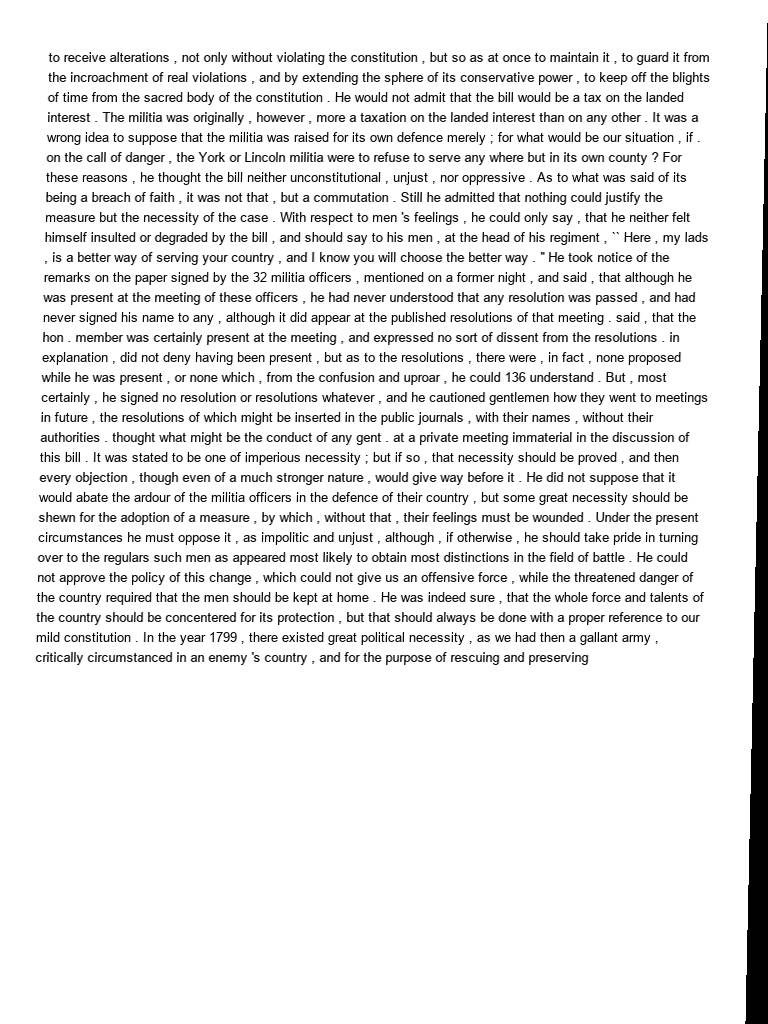 to receive alterations , not only without violating the constitution , but so as at once to maintain it , to guard it from
the incroachment of real violations , and by extending the sphere of its conservative power , to keep off the blights
of time from the sacred body of the constitution . He would not admit that the bill would be a tax on the landed
interest . The militia was originally , however , more a taxation on the landed interest than on any other . It was a
wrong idea to suppose that the militia was raised for its own defence merely ; for what would be our situation , if .
on the call of danger , the York or Lincoln militia were to refuse to serve any where but in its own county ? For
these reasons , he thought the bill neither unconstitutional , unjust , nor oppressive . As to what was said of its
being a breach of faith , it was not that , but a commutation . Still he admitted that nothing could justify the
measure but the necessity of the case . With respect to men 's feelings , he could only say , that he neither felt
himself insulted or degraded by the bill , and should say to his men , at the head of his regiment , `` Here , my lads
, is a better way of serving your country , and I know you will choose the better way . " He took notice of the
remarks on the paper signed by the 32 militia officers , mentioned on a former night , and said , that although he
was present at the meeting of these officers , he had never understood that any resolution was passed , and had
never signed his name to any , although it did appear at the published resolutions of that meeting . said , that the
hon . member was certainly present at the meeting , and expressed no sort of dissent from the resolutions . in
explanation , did not deny having been present , but as to the resolutions , there were , in fact , none proposed
while he was present , or none which , from the confusion and uproar , he could 136 understand . But , most
certainly , he signed no resolution or resolutions whatever , and he cautioned gentlemen how they went to meetings
in future , the resolutions of which might be inserted in the public journals , with their names , without their
authorities . thought what might be the conduct of any gent . at a private meeting immaterial in the discussion of
this bill . It was stated to be one of imperious necessity ; but if so , that necessity should be proved , and then
every objection , though even of a much stronger nature , would give way before it . He did not suppose that it
would abate the ardour of the militia officers in the defence of their country , but some great necessity should be
shewn for the adoption of a measure , by which , without that , their feelings must be wounded . Under the present
circumstances he must oppose it , as impolitic and unjust , although , if otherwise , he should take pride in turning
over to the regulars such men as appeared most likely to obtain most distinctions in the field of battle . He could
not approve the policy of this change , which could not give us an offensive force , while the threatened danger of
the country required that the men should be kept at home . He was indeed sure , that the whole force and talents of
the country should be concentered for its protection , but that should always be done with a proper reference to our
mild constitution . In the year 1799 , there existed great political necessity , as we had then a gallant army ,
critically circumstanced in an enemy 's country , and for the purpose of rescuing and preserving